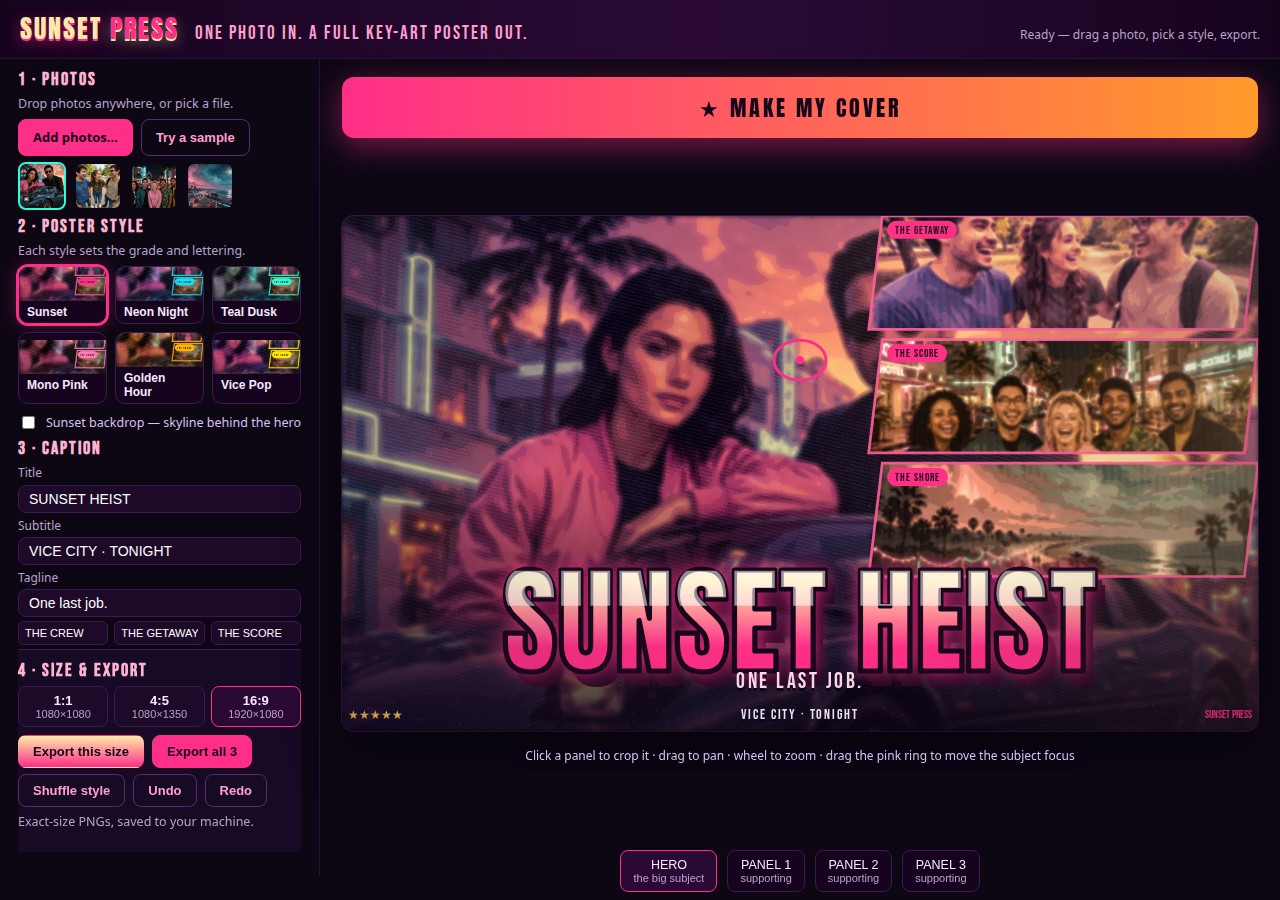 SUNSET PRESS
ONE PHOTO IN. A FULL KEY-ART POSTER OUT.
Ready — drag a photo, pick a style, export.
1 · PHOTOS
Drop photos anywhere, or pick a file.
Add photos...
Try a sample
2 · POSTER STYLE
Each style sets the grade and lettering.
Sunset
Neon Night
Teal Dusk
Mono Pink
Golden
Hour
Vice Pop
Sunset backdrop — skyline behind the hero
3 · CAPTION
Title
SUNSET HEIST
Subtitle
VICE CITY · TONIGHT
Tagline
One last job.
THE CREW
THE GETAWAY
THE SCORE
4 · SIZE & EXPORT
1:1
1080×1080
4:5
1080×1350
16:9
1920×1080
Export this size
Export all 3
Shuffle style
Undo
Redo
Exact-size PNGs, saved to your machine.
★ MAKE MY COVER
THE GETAWAY
THE SCORE
HOTEL
THE SHORE
SUNSET HEIST
ONE LAST JOB.
VICE CITY · TONIGHT
★★★★★
SUNSET PRESS
Click a panel to crop it · drag to pan · wheel to zoom · drag the pink ring to move the subject focus
HERO
the big subject
PANEL 1
supporting
PANEL 2
supporting
PANEL 3
supporting